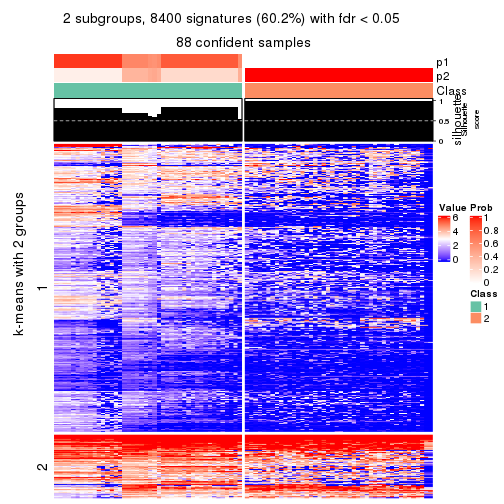 2 subgroups, 8400 signatures (60.2%) with fdr < 0.05
88 confident samples
p1
p2
Class
1
0.5
0
silhouette
Silhouette
score
k-means with 2 groups
1
2
Value
6
4
2
0
Prob
1
0.8
0.6
0.4
0.2
0
Class
1
2